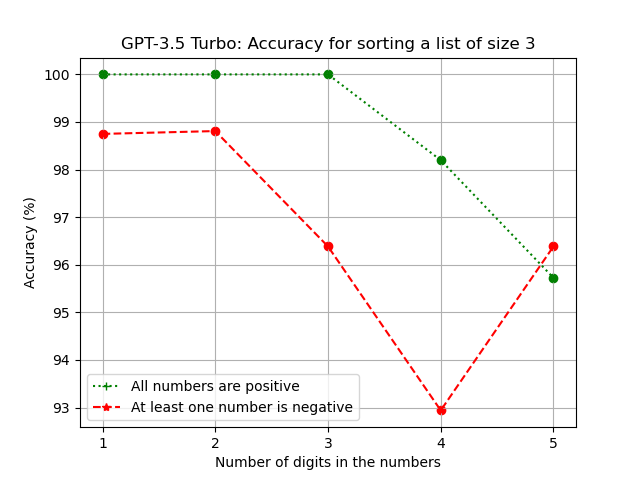 GPT-3.5 Turbo: Accuracy for sorting a list of size 3
100
99
98
97
96
95
94
93
Accuracy (%)
All numbers are positive
At least one number is negative
1 2 3 4 5
Number of digits in the numbers